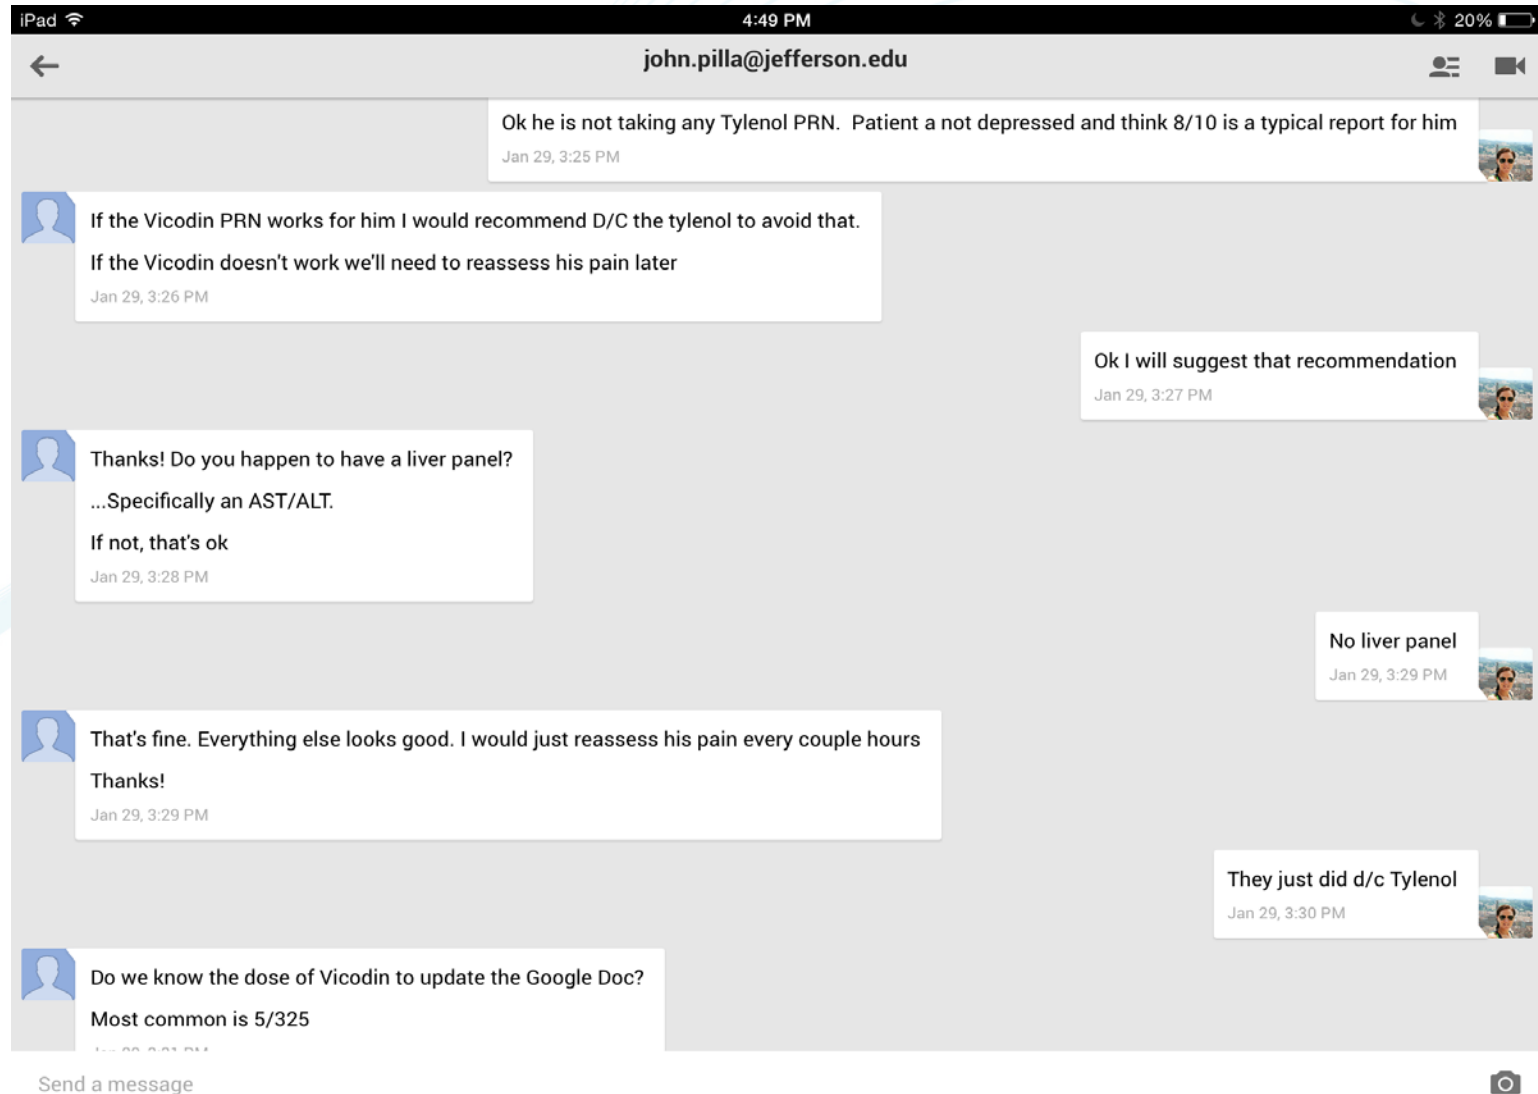 iPad 4:49 PM 20%
john.pilla@jefferson.edu
Ok he is not taking any Tylenol PRN. Patient a not depressed and think 8/10 is a typical report for him
Jan 29, 3:25 PM
If the Vicodin PRN works for him I would recommend D/C the tylenol to avoid that.
If the Vicodin doesn't work we'll need to reassess his pain later
Jan 29, 3:26 PM
Ok I will suggest that recommendation
Jan 29, 3:27 PM
Thanks! Do you happen to have a liver panel?
...Specifically an AST/ALT.
If not, that's ok
Jan 29, 3:28 PM
No liver panel
Jan 29, 3:29 PM
That's fine. Everything else looks good. I would just reassess his pain every couple hours
Thanks!
Jan 29, 3:29 PM
They just did d/c Tylenol
Jan 29, 3:30 PM
Do we know the dose of Vicodin to update the Google Doc?
Most common is 5/325
Send a message